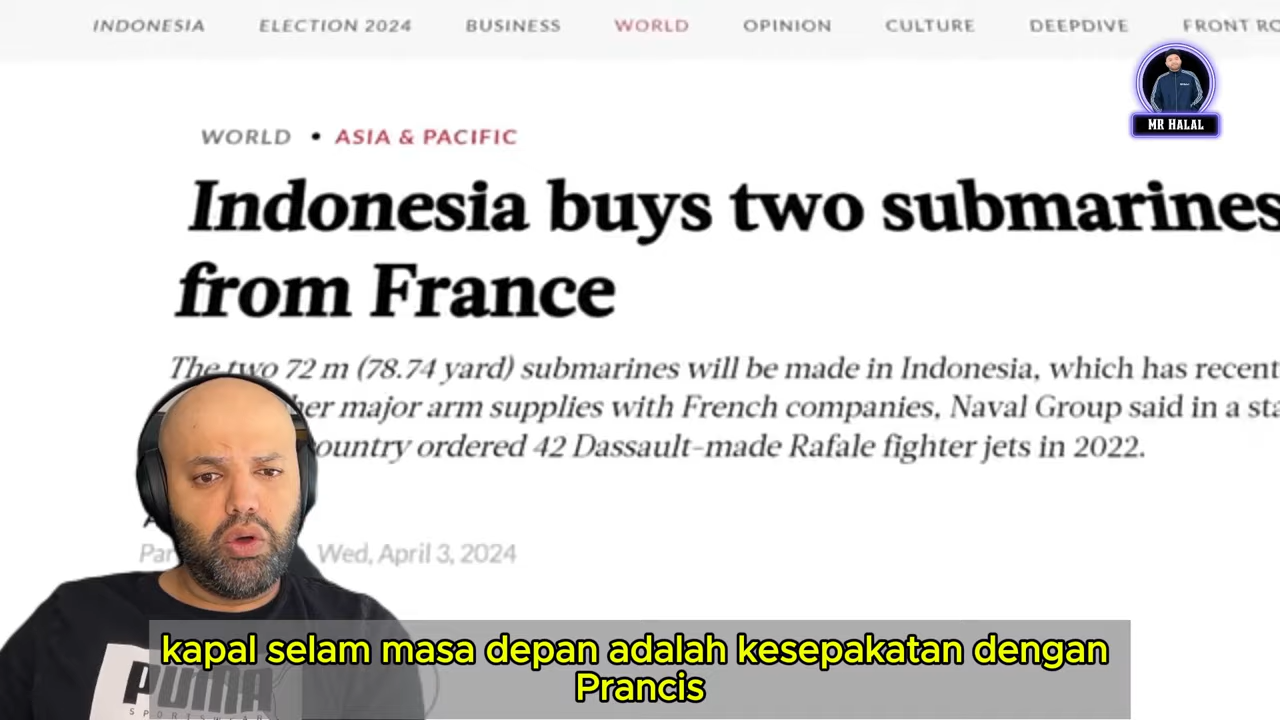 INDONESIA ELECTION 2024 BUSINESS WORLD OPINION CULTURE DEEPDIVE FRONT
MR HALAL
WORLD • ASIA & PACIFIC
Indonesia buys two submarines
from France
The two 72 m (78.74 yard) submarines will be made in Indonesia, which has recent
her major arm supplies with French companies, Naval Group said in a
ountry ordered 42 Dassault-made Rafale fighter jets in 2022.
Wed, April 3, 2024
PUMA
kapal selam masa depan adalah kesepakatan dengan
Prancis